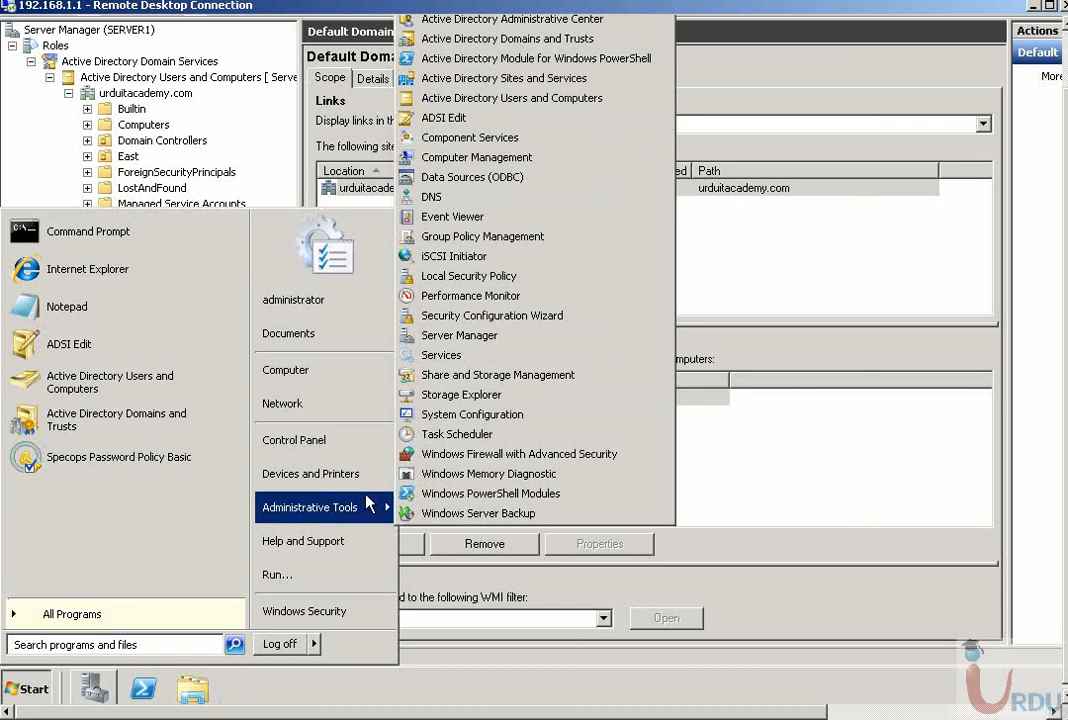 192.168.1.1 - Remote Desktop Connection
Server Manager (SERVER1)
Roles
Active Directory Domain Services
Active Directory Users and Computers [ Serve
urduitacademy.com
Builtin
Computers
Domain Controllers
East
ForeignSecurityPrincipals
LostAndFound
Managed Service Accounts
Default Domain
Default Doma
Scope
Details
Links
Display links in th
The following site
Location
urduitacade
ed
Path
urduitacademy.com
mputers:
Remove
Properties
d to the following WMI filter:
Open
Actions
Default
More
Command Prompt
Internet Explorer
Notepad
ADSI Edit
Active Directory Users and
Computers
Active Directory Domains and
Trusts
Specops Password Policy Basic
All Programs
Search programs and files
administrator
Documents
Computer
Network
Control Panel
Devices and Printers
Administrative Tools
Help and Support
Run...
Windows Security
Log off
Active Directory Administrative Center
Active Directory Domains and Trusts
Active Directory Module for Windows PowerShell
Active Directory Sites and Services
Active Directory Users and Computers
ADSI Edit
Component Services
Computer Management
Data Sources (ODBC)
DNS
Event Viewer
Group Policy Management
iSCSI Initiator
Local Security Policy
Performance Monitor
Security Configuration Wizard
Server Manager
Services
Share and Storage Management
Storage Explorer
System Configuration
Task Scheduler
Windows Firewall with Advanced Security
Windows Memory Diagnostic
Windows PowerShell Modules
Windows Server Backup
Start
URDU